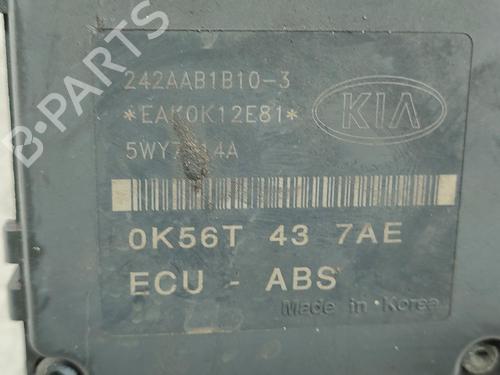 B-PARTS
242AAB1B10-3
*EAK0K12E81*
KIA
0K56T 43 7AE
ECU - ABS
Made in Korea